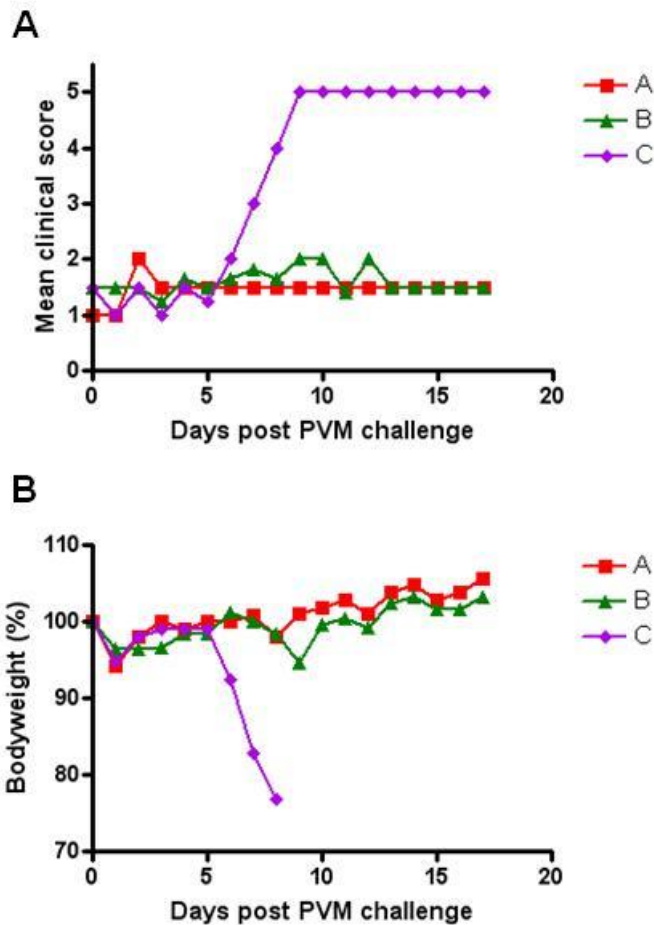 A
Mean clinical score
5
4
3
2
1
0
0 5 10 15 20
Days post PVM challenge
A
B
C
B
Bodyweight (%)
110
100
90
80
70
0 5 10 15 20
Days post PVM challenge
A
B
C